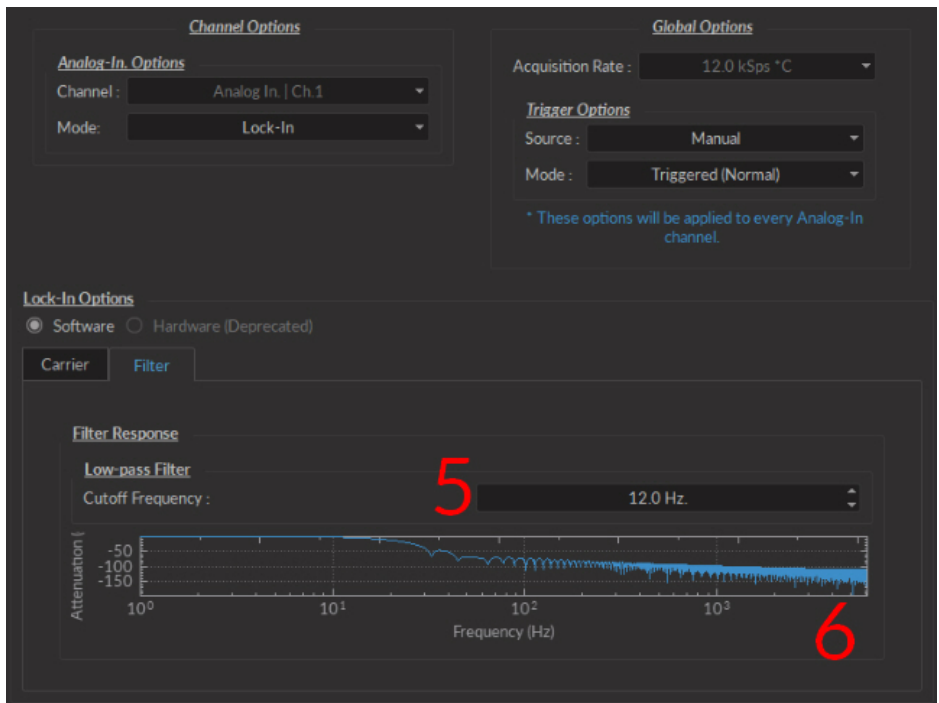 Channel Options
Analog-In. Options
Channel : Analog In. | Ch.1
Mode: Lock-In
Global Options
Acquisition Rate : 12.0 kSps *C
Trigger Options
Source : Manual
Mode : Triggered (Normal)
* These options will be applied to every Analog-In
channel.
Lock-In Options
Software Hardware (Deprecated)
Carrier Filter
Filter Response
Low-pass Filter
Cutoff Frequency : 5 12.0 Hz.
Attenuation (
-50
-100
-150
10⁰ 10¹ 10² 10³
Frequency (Hz)
6